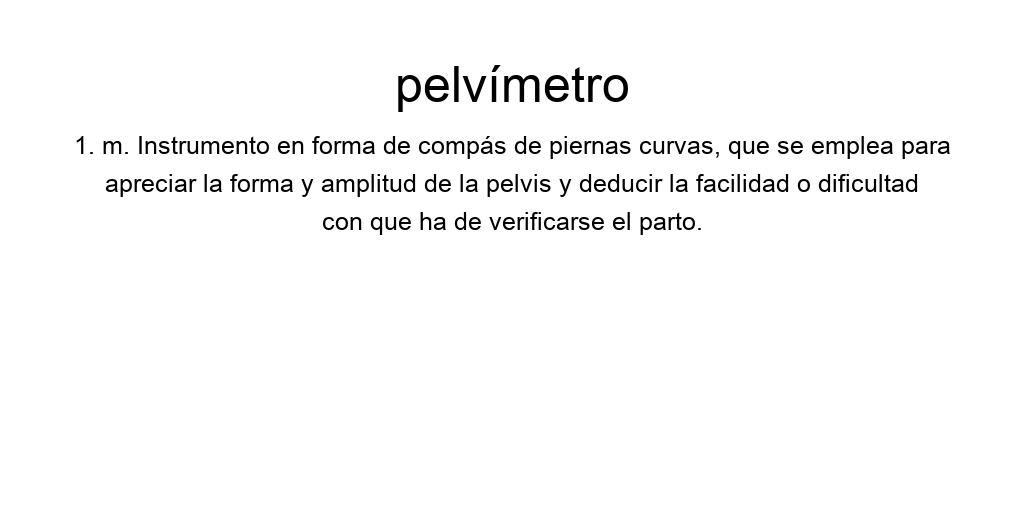 pelvímetro
1. m. Instrumento en forma de compás de piernas curvas, que se emplea para
apreciar la forma y amplitud de la pelvis y deducir la facilidad o dificultad
con que ha de verificarse el parto.